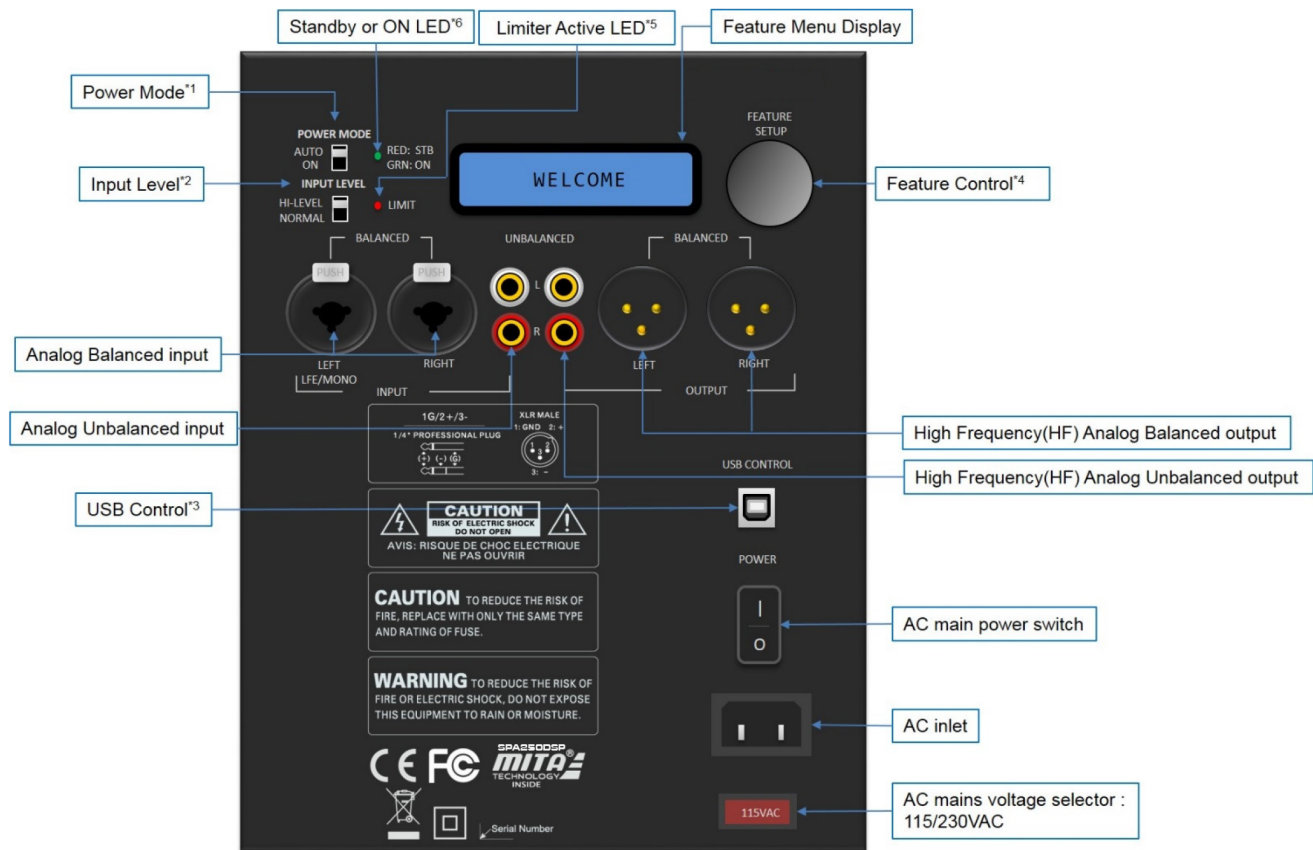 Standby or ON LED*6
Limiter Active LED*5
Feature Menu Display
Power Mode*1
POWER MODE
AUTO
ON
RED: STB
GRN: ON
Input Level*2
INPUT LEVEL
HI-LEVEL
NORMAL
LIMIT
WELCOME
FEATURE
SETUP
Feature Control*4
BALANCED
UNBALANCED
BALANCED
PUSH
PUSH
L
R
Analog Balanced input
LEFT
LFE/MONO
RIGHT
INPUT
LEFT
RIGHT
OUTPUT
Analog Unbalanced input
High Frequency(HF) Analog Balanced output
High Frequency(HF) Analog Unbalanced output
1G/2+/3-
1/4" PROFESSIONAL PLUG
(+) (-) (G)
XLR MALE
1: GND 2: +
1 2
3
3: -
USB Control*3
USB CONTROL
CAUTION
RISK OF ELECTRIC SHOCK
DO NOT OPEN
AVIS: RISQUE DE CHOC ELECTRIQUE
NE PAS OUVRIR
POWER
I
O
AC main power switch
CAUTION TO REDUCE THE RISK OF
FIRE, REPLACE WITH ONLY THE SAME TYPE
AND RATING OF FUSE.
WARNING TO REDUCE THE RISK OF
FIRE OR ELECTRIC SHOCK, DO NOT EXPOSE
THIS EQUIPMENT TO RAIN OR MOISTURE.
AC inlet
CE FC
SPA250DSP
MITA®
TECHNOLOGY
INSIDE
Serial Number
115VAC
AC mains voltage selector :
115/230VAC